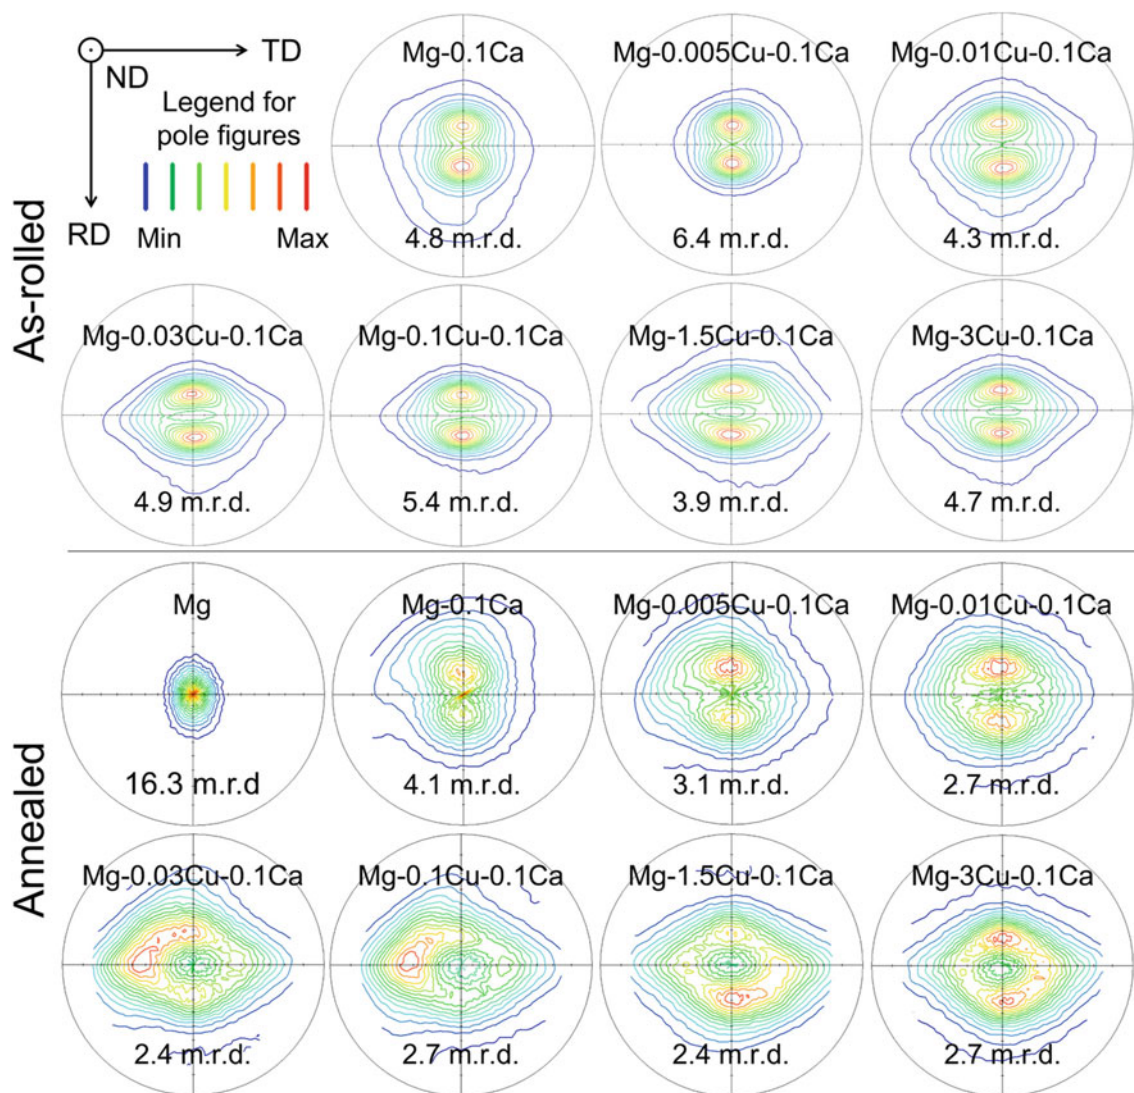 TD
ND
RD
Legend for
pole figures
Min
Max
As-rolled
Mg-0.1Ca
4.8 m.r.d.
Mg-0.005Cu-0.1Ca
6.4 m.r.d.
Mg-0.01Cu-0.1Ca
4.3 m.r.d.
Mg-0.03Cu-0.1Ca
4.9 m.r.d.
Mg-0.1Cu-0.1Ca
5.4 m.r.d.
Mg-1.5Cu-0.1Ca
3.9 m.r.d.
Mg-3Cu-0.1Ca
4.7 m.r.d.
Annealed
Mg
16.3 m.r.d
Mg-0.1Ca
4.1 m.r.d.
Mg-0.005Cu-0.1Ca
3.1 m.r.d.
Mg-0.01Cu-0.1Ca
2.7 m.r.d.
Mg-0.03Cu-0.1Ca
2.4 m.r.d.
Mg-0.1Cu-0.1Ca
2.7 m.r.d.
Mg-1.5Cu-0.1Ca
2.4 m.r.d.
Mg-3Cu-0.1Ca
2.7 m.r.d.